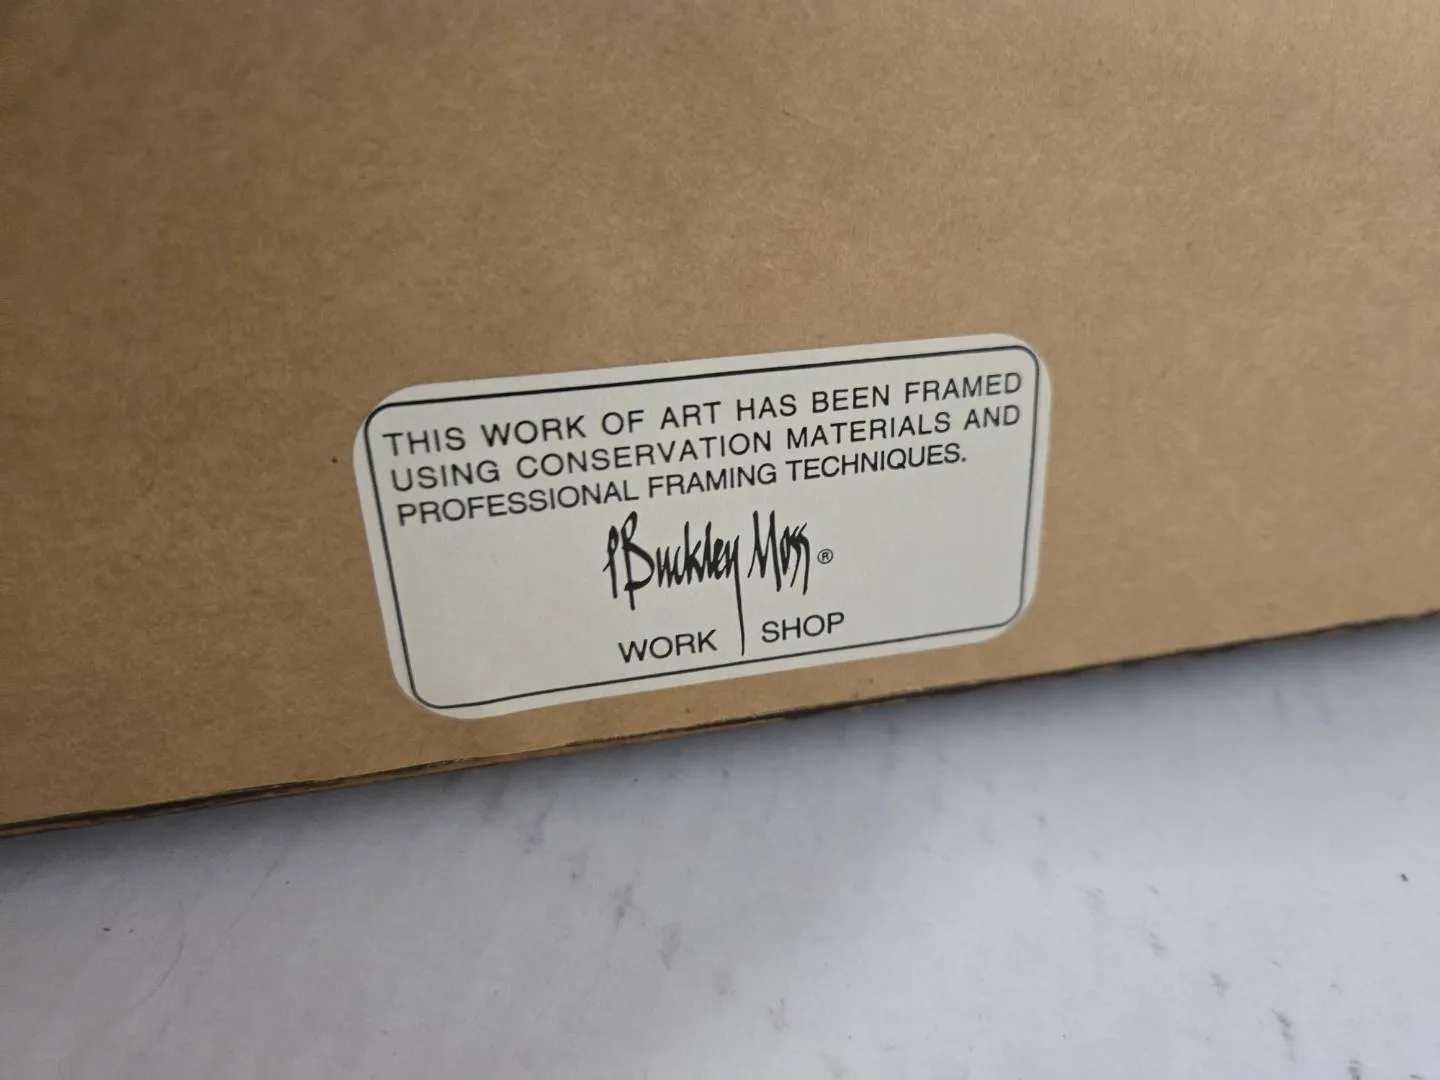 THIS WORK OF ART HAS BEEN FRAMED
USING CONSERVATION MATERIALS AND
PROFESSIONAL FRAMING TECHNIQUES.
P Buckley Moss ®
WORK SHOP